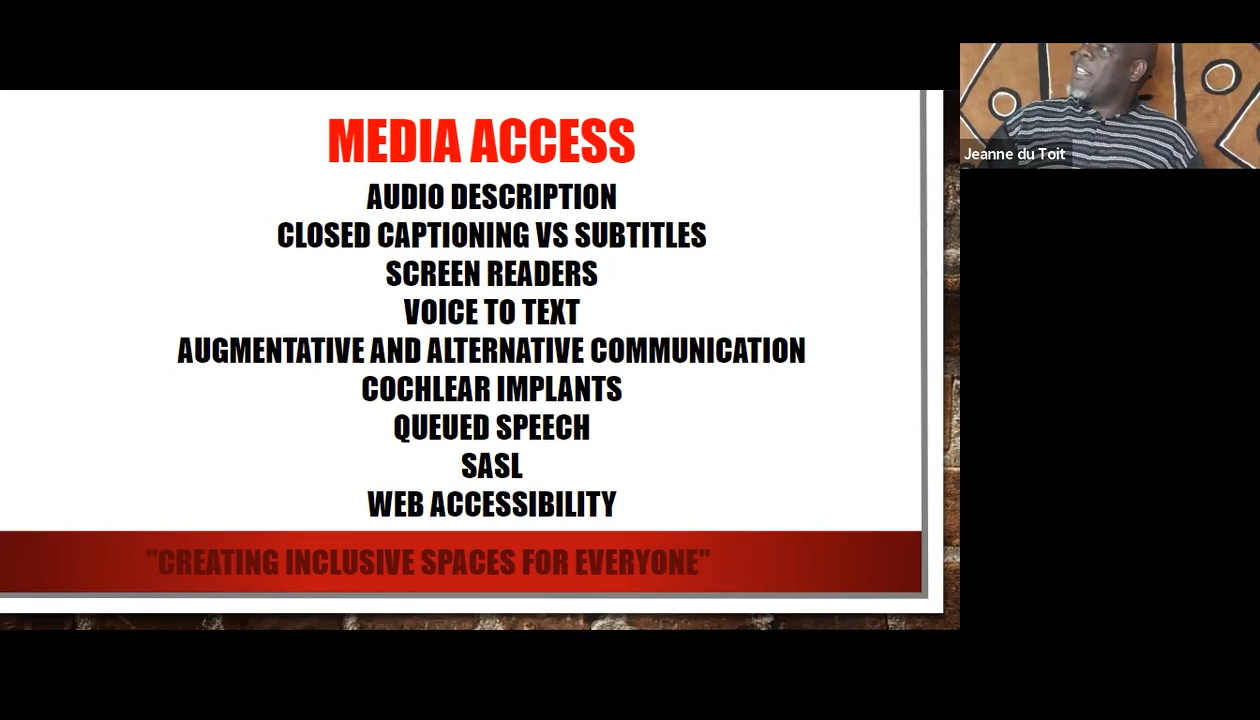 MEDIA ACCESS
AUDIO DESCRIPTION
CLOSED CAPTIONING VS SUBTITLES
SCREEN READERS
VOICE TO TEXT
AUGMENTATIVE AND ALTERNATIVE COMMUNICATION
COCHLEAR IMPLANTS
QUEUED SPEECH
SASL
WEB ACCESSIBILITY
"CREATING INCLUSIVE SPACES FOR EVERYONE"
Jeanne du Toit